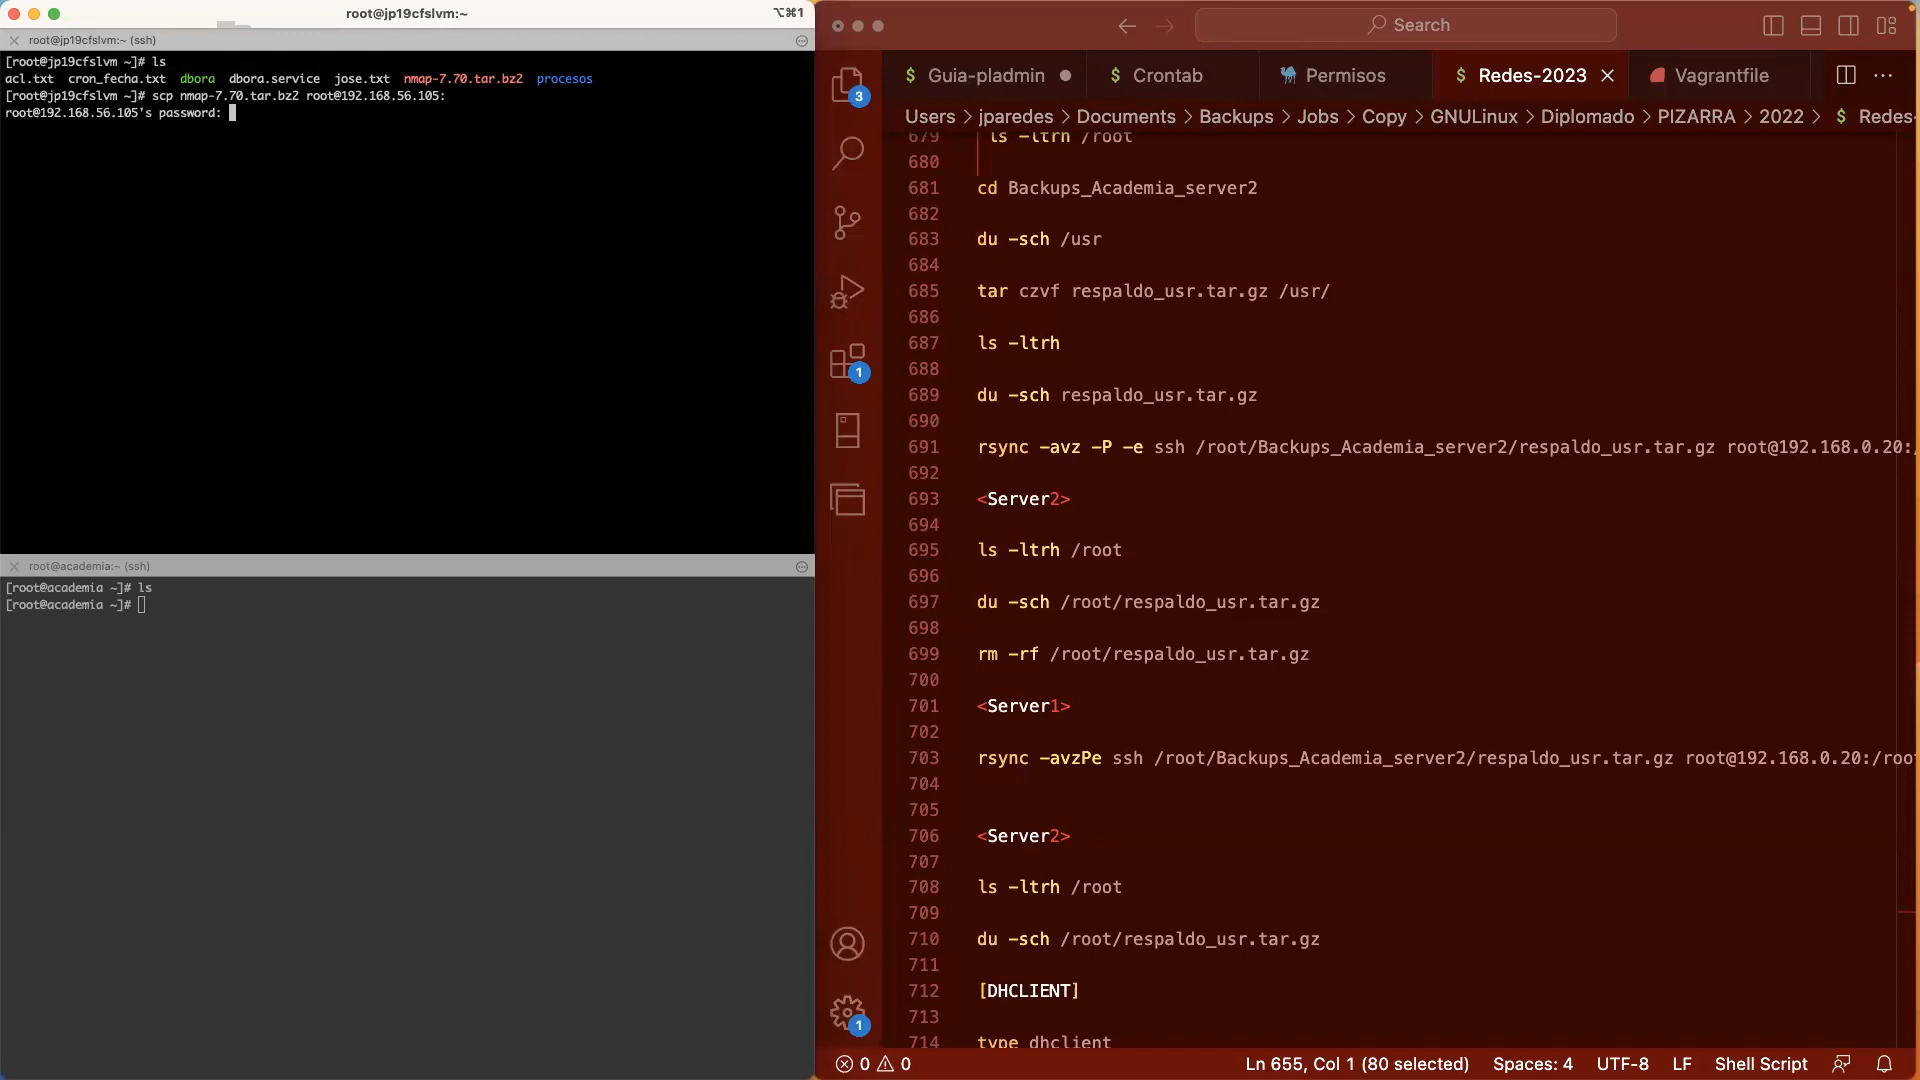 root@jp19cfslvm:~
⌥⌘1
root@jp19cfslvm:~ (ssh)
[root@jp19cfslvm ~]# ls
acl.txt cron_fecha.txt dbora dbora.service jose.txt nmap-7.70.tar.bz2 procesos
[root@jp19cfslvm ~]# scp nmap-7.70.tar.bz2 root@192.168.56.105:
root@192.168.56.105's password:
root@academia:~ (ssh)
[root@academia ~]# ls
[root@academia ~]#
Search
$ Guia-pladmin
$ Crontab
Permisos
$ Redes-2023
Vagrantfile
Users > jparedes > Documents > Backups > Jobs > Copy > GNULinux > Diplomado > PIZARRA > 2022 > $ Redes-
3
1
1
679 ls -ltrh /root
680
681 cd Backups_Academia_server2
682
683 du -sch /usr
684
685 tar czvf respaldo_usr.tar.gz /usr/
686
687 ls -ltrh
688
689 du -sch respaldo_usr.tar.gz
690
691 rsync -avz -P -e ssh /root/Backups_Academia_server2/respaldo_usr.tar.gz root@192.168.0.20:/
692
693 <Server2>
694
695 ls -ltrh /root
696
697 du -sch /root/respaldo_usr.tar.gz
698
699 rm -rf /root/respaldo_usr.tar.gz
700
701 <Server1>
702
703 rsync -avzPe ssh /root/Backups_Academia_server2/respaldo_usr.tar.gz root@192.168.0.20:/roo
704
705
706 <Server2>
707
708 ls -ltrh /root
709
710 du -sch /root/respaldo_usr.tar.gz
711
712 [DHCLIENT]
713
714 type dhclient
0 0
Ln 655, Col 1 (80 selected)
Spaces: 4
UTF-8
LF
Shell Script